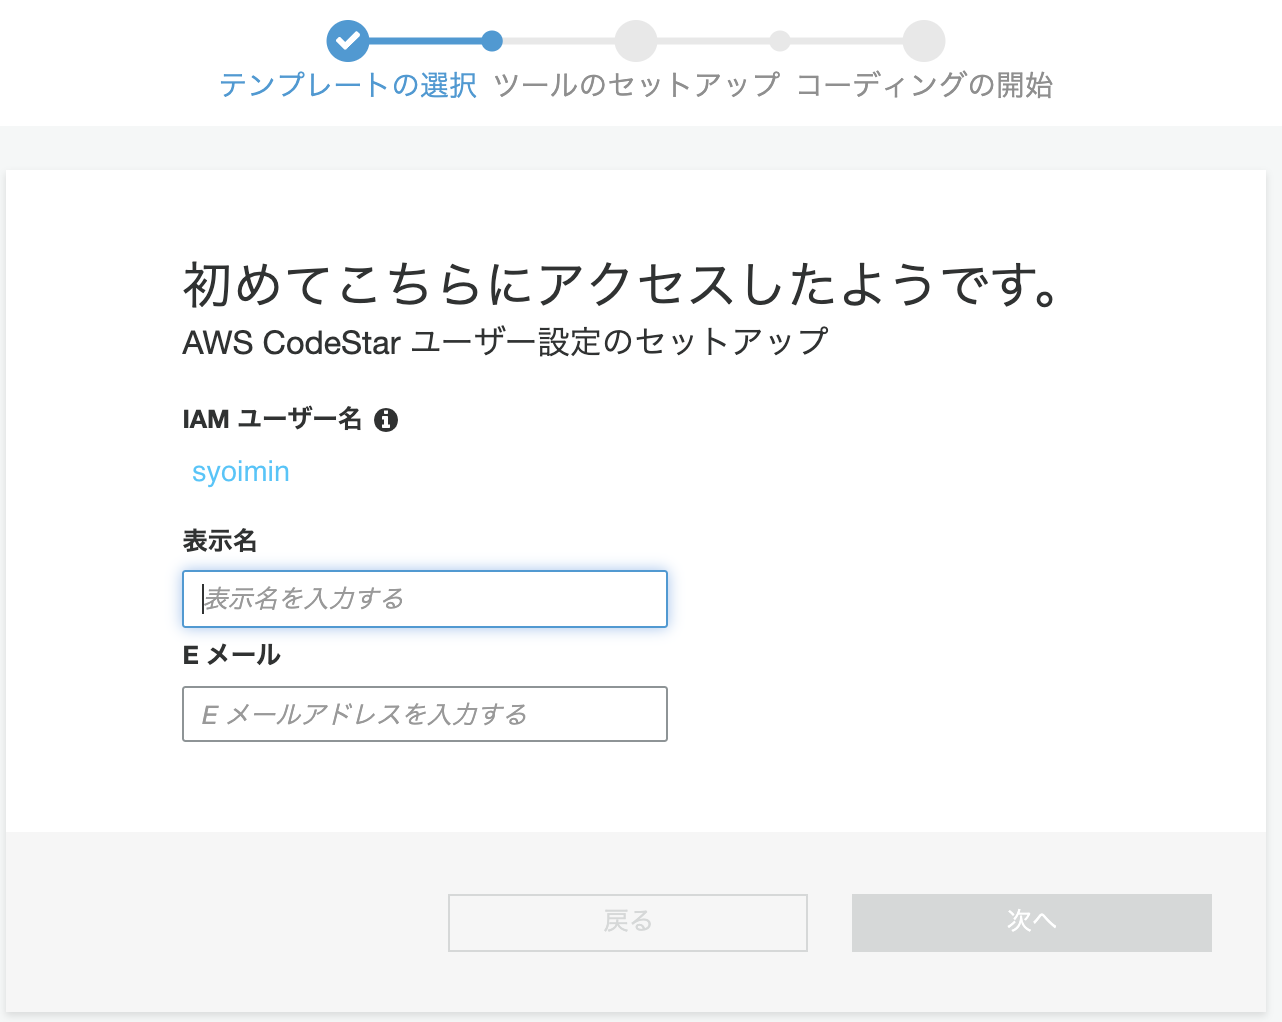 テンプレートの選択 ツールのセットアップ コーディングの開始
初めてこちらにアクセスしたようです。
AWS CodeStar ユーザー設定のセットアップ
IAM ユーザー名
syoimin
表示名
表示名を入力する
E メール
E メールアドレスを入力する
戻る 次へ